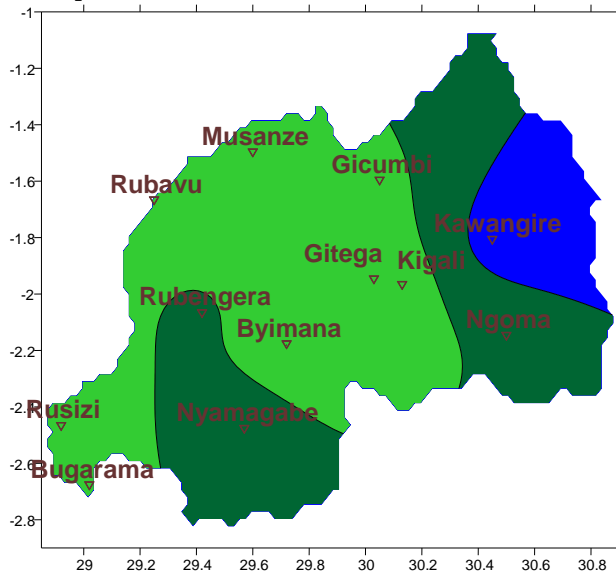 -1
-1.2
-1.4
Musanze
Gicumbi
-1.6
Rubavu
-1.8
Kawangire
Gitega
Kigali
-2
Rubengera
Ngoma
Byimana
-2.2
-2.4
Rusizi
Nyamagabe
-2.6
Bugarama
-2.8
29 29.2 29.4 29.6 29.8 30 30.2 30.4 30.6 30.8